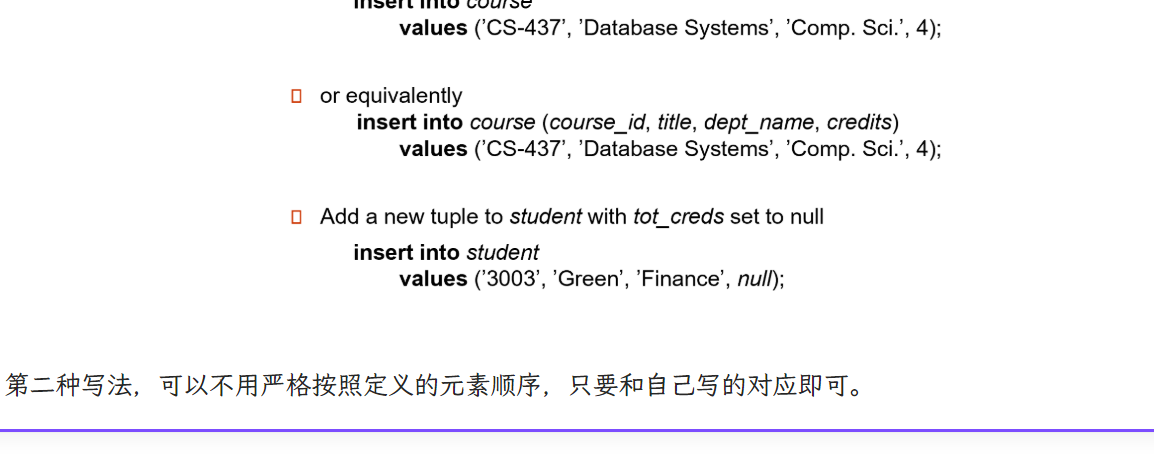 insert into course
values (’CS-437’, ’Database Systems’, ’Comp. Sci.’, 4);
or equivalently
insert into course (course_id, title, dept_name, credits)
values (’CS-437’, ’Database Systems’, ’Comp. Sci.’, 4);
Add a new tuple to student with tot_creds set to null
insert into student
values (’3003’, ’Green’, ’Finance’, null);
第二种写法，可以不用严格按照定义的元素顺序，只要和自己写的对应即可。